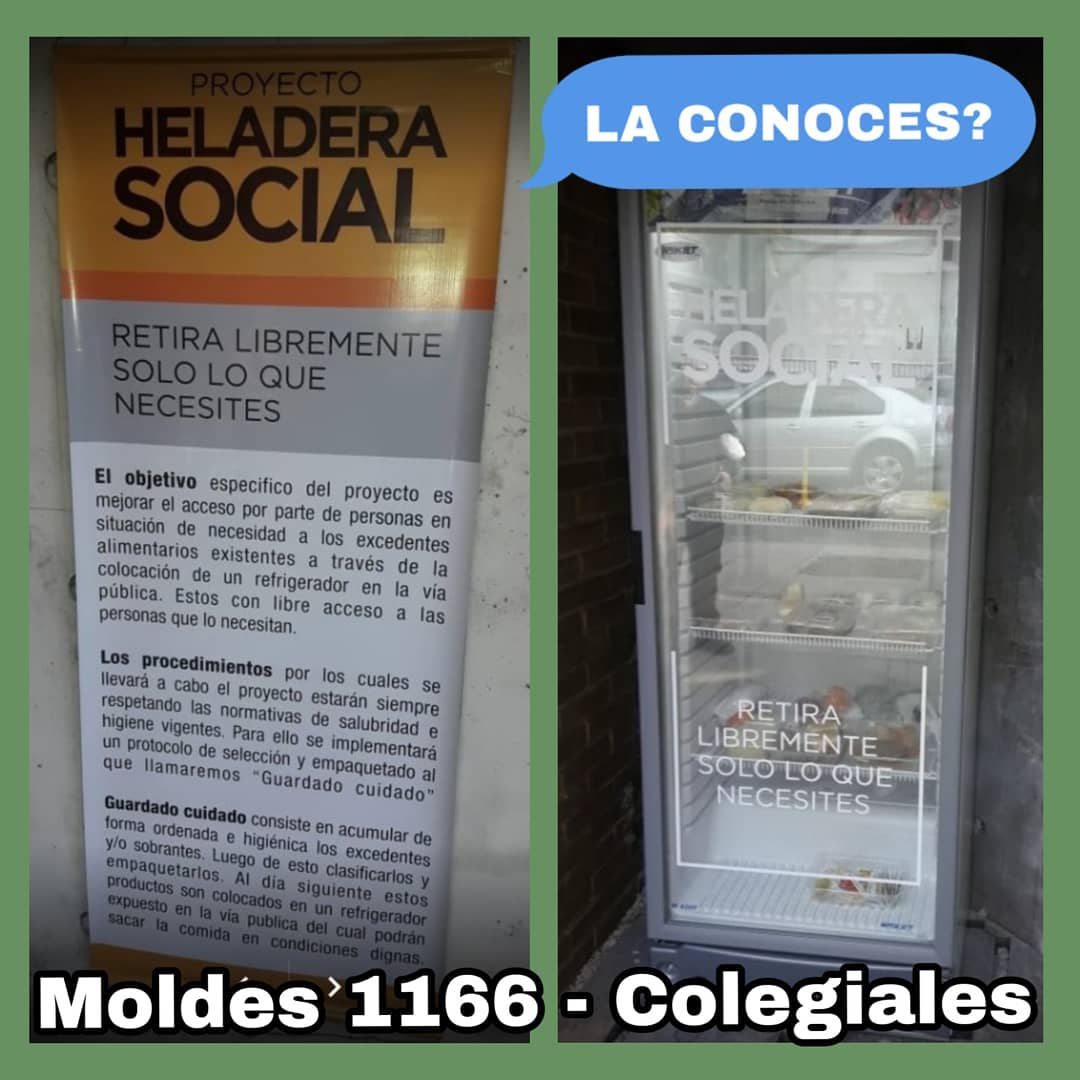 PROYECTO
HELADERA
SOCIAL
RETIRA LIBREMENTE
SOLO LO QUE
NECESITES
El objetivo especifico del proyecto es
mejorar el acceso por parte de personas en
situación de necesidad a los excedentes
alimentarios existentes a través de la
colocación de un refrigerador en la vía
pública. Estos con libre acceso a las
personas que lo necesitan.
Los procedimientos por los cuales se
llevará a cabo el proyecto estarán siempre
respetando las normativas de salubridad e
higiene vigentes. Para ello se implementará
un protocolo de selección y empaquetado al
que llamaremos “Guardado cuidado”
Guardado cuidado consiste en acumular de
forma ordenada e higiénica los excedentes
y/o sobrantes. Luego de esto clasificarlos y
empaquetarlos. Al día siguiente estos
productos son colocados en un refrigerador
expuesto en la vía publica del cual podrán
sacar la comida en condiciones dignas.
LA CONOCES?
HELADERA
SOCIAL
RETIRA
LIBREMENTE
SOLO LO QUE
NECESITES
Moldes 1166 - Colegiales